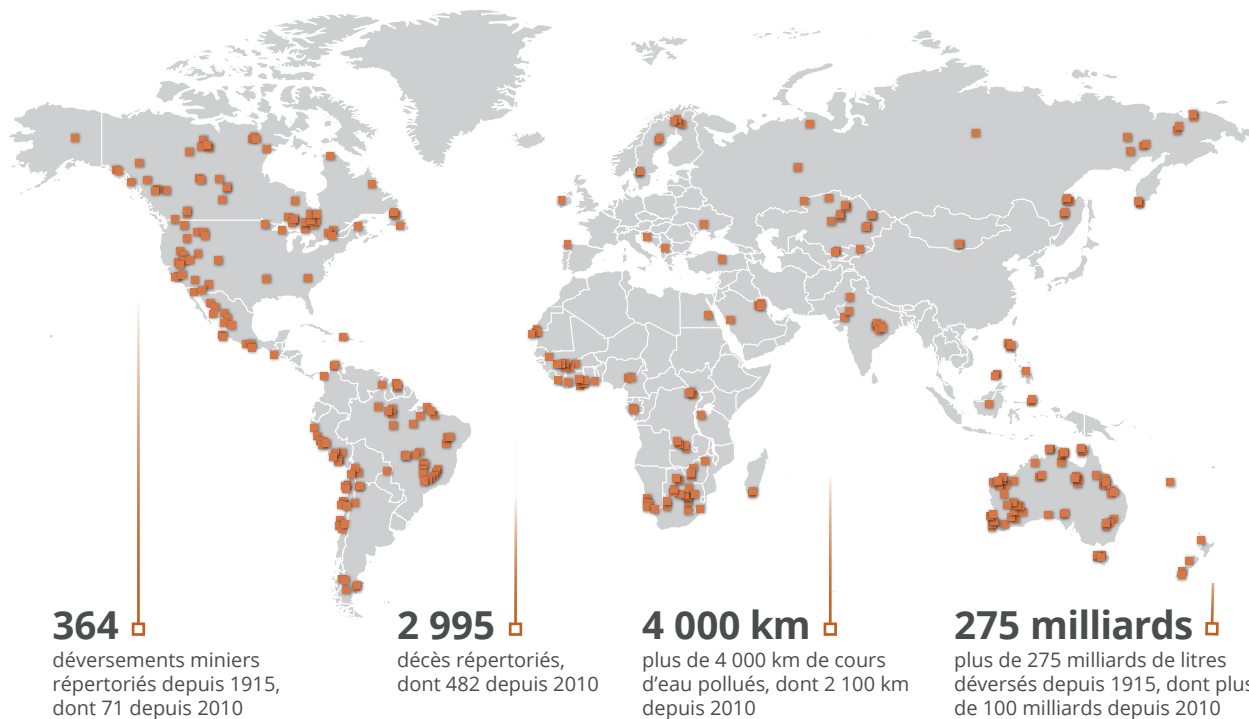 364
déversements miniers
répertoriés depuis 1915,
dont 71 depuis 2010
2 995
décès répertoriés,
dont 482 depuis 2010
4 000 km
plus de 4 000 km de cours
d'eau pollués, dont 2 100 km
depuis 2010
275 milliards
plus de 275 milliards de litres
déversés depuis 1915, dont plus
de 100 milliards depuis 2010